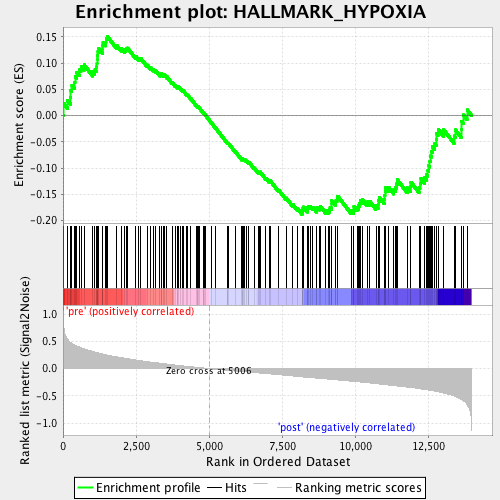 Enrichment plot: HALLMARK_HYPOXIA
Enrichment score (ES)
0.15
0.10
0.05
0.00
-0.05
-0.10
-0.15
-0.20
Ranked list metric (Signal2Noise)
'pre' (positively correlated)
1.0
0.5
Zero cross at 5006
0.0
-0.5
'post' (negatively correlated)
-1.0
0
2,500
5,000
7,500
10,000
12,500
Rank in Ordered Dataset
Enrichment profile
Hits
Ranking metric scores